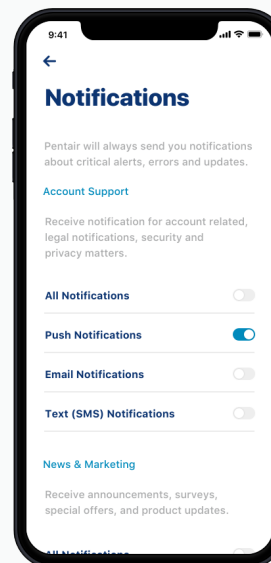 9:41
Notifications
Pentair will always send you notifications
about critical alerts, errors and updates.
Account Support
Receive notification for account related,
legal notifications, security and
privacy matters.
All Notifications
Push Notifications
Email Notifications
Text (SMS) Notifications
News & Marketing
Receive announcements, surveys,
special offers, and product updates.
All Notifications